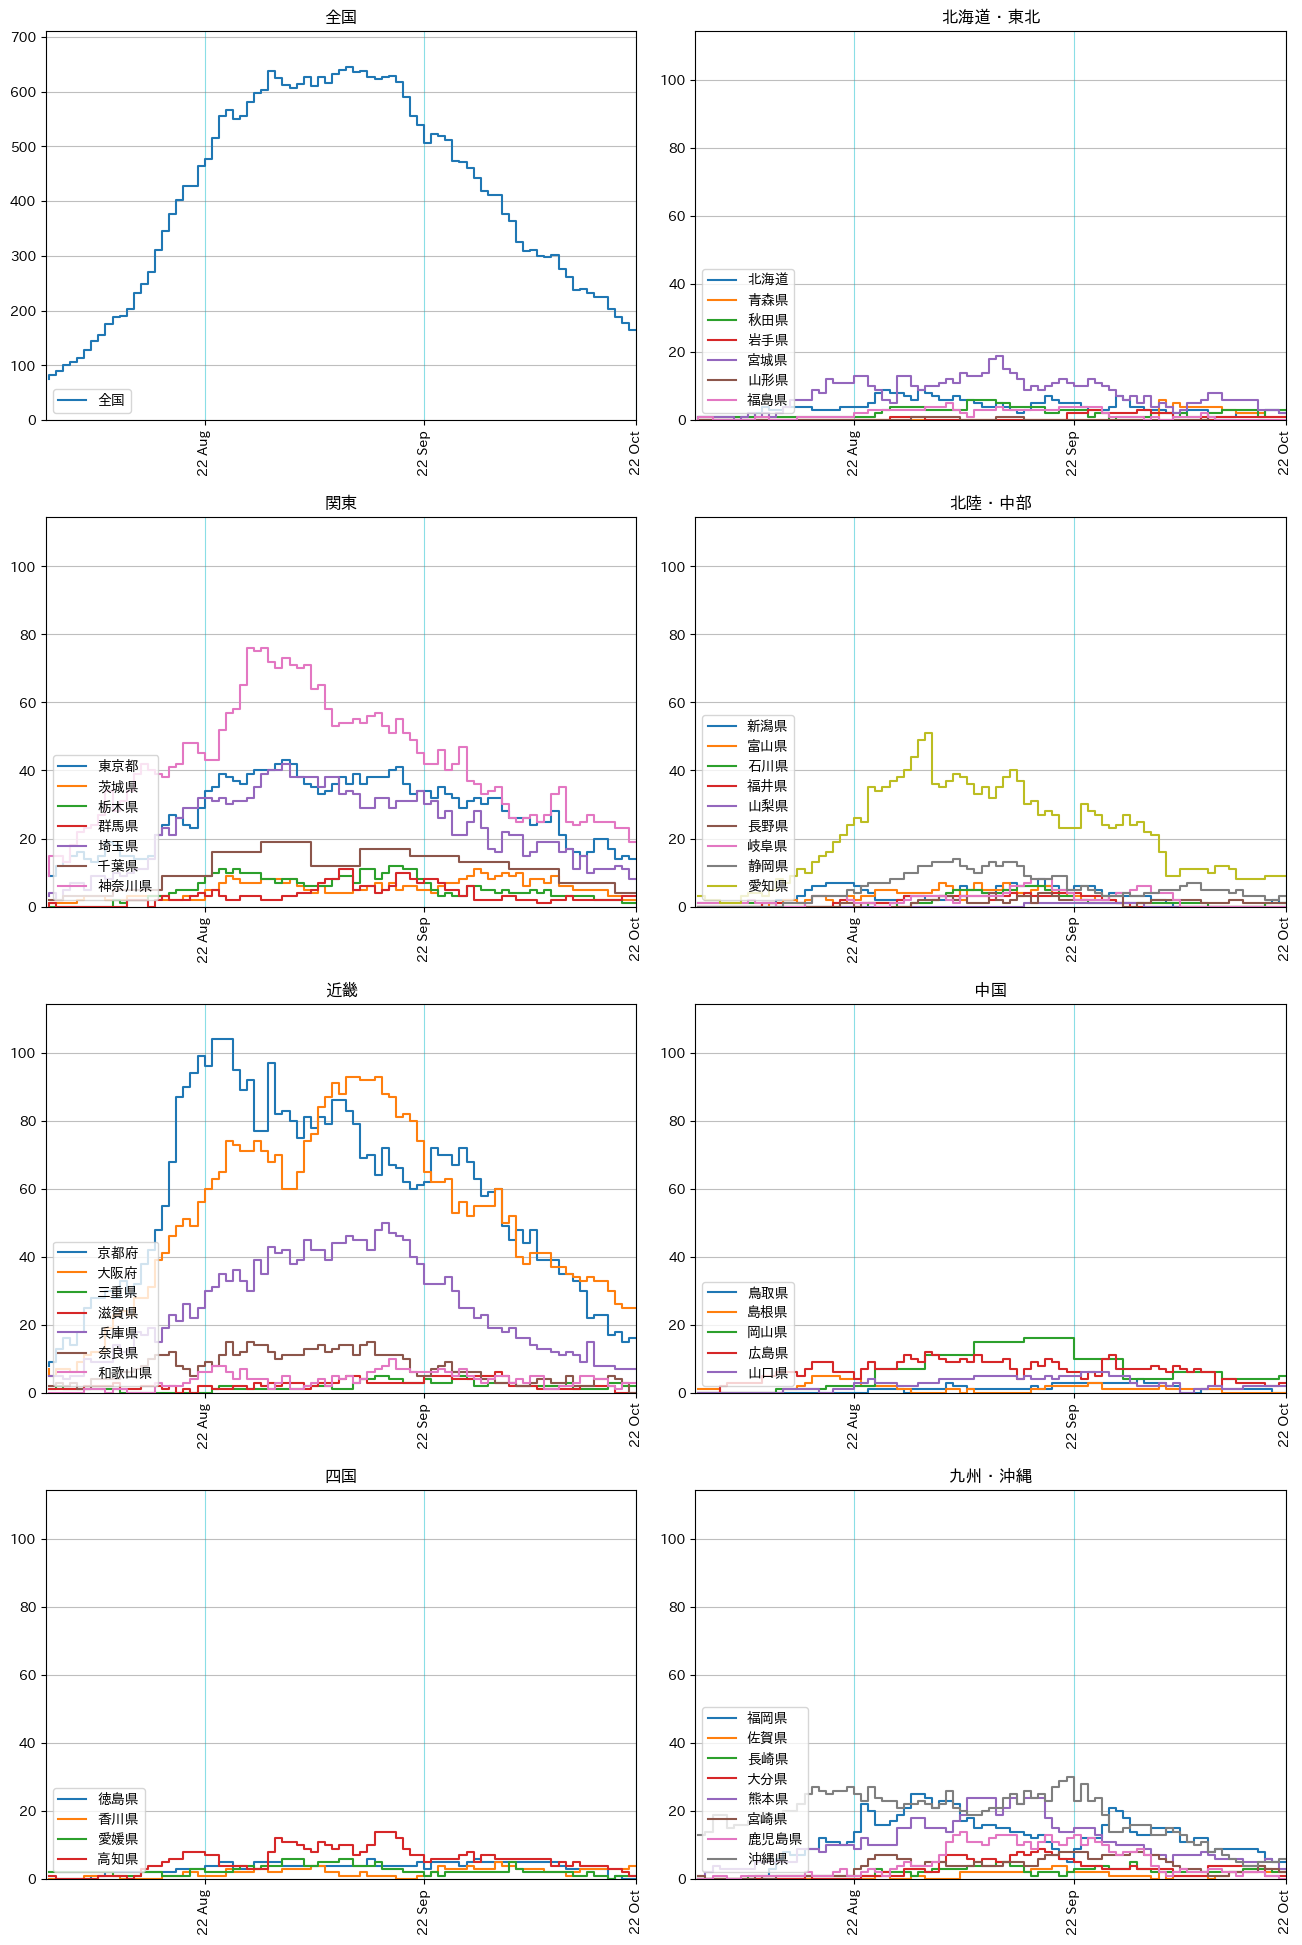 全国
700
600
500
400
300
200
100
0
全国
22 Aug
22 Sep
22 Oct
北海道・東北
100
80
60
40
20
0
北海道
青森県
秋田県
岩手県
宮城県
山形県
福島県
22 Aug
22 Sep
22 Oct
関東
100
80
60
40
20
0
東京都
茨城県
栃木県
群馬県
埼玉県
千葉県
神奈川県
22 Aug
22 Sep
22 Oct
北陸・中部
100
80
60
40
20
0
新潟県
富山県
石川県
福井県
山梨県
長野県
岐阜県
静岡県
愛知県
22 Aug
22 Sep
22 Oct
近畿
100
80
60
40
20
0
京都府
大阪府
三重県
滋賀県
兵庫県
奈良県
和歌山県
22 Aug
22 Sep
22 Oct
中国
100
80
60
40
20
0
鳥取県
島根県
岡山県
広島県
山口県
22 Aug
22 Sep
22 Oct
四国
100
80
60
40
20
0
徳島県
香川県
愛媛県
高知県
22 Aug
22 Sep
22 Oct
九州・沖縄
100
80
60
40
20
0
福岡県
佐賀県
長崎県
大分県
熊本県
宮崎県
鹿児島県
沖縄県
22 Aug
22 Sep
22 Oct